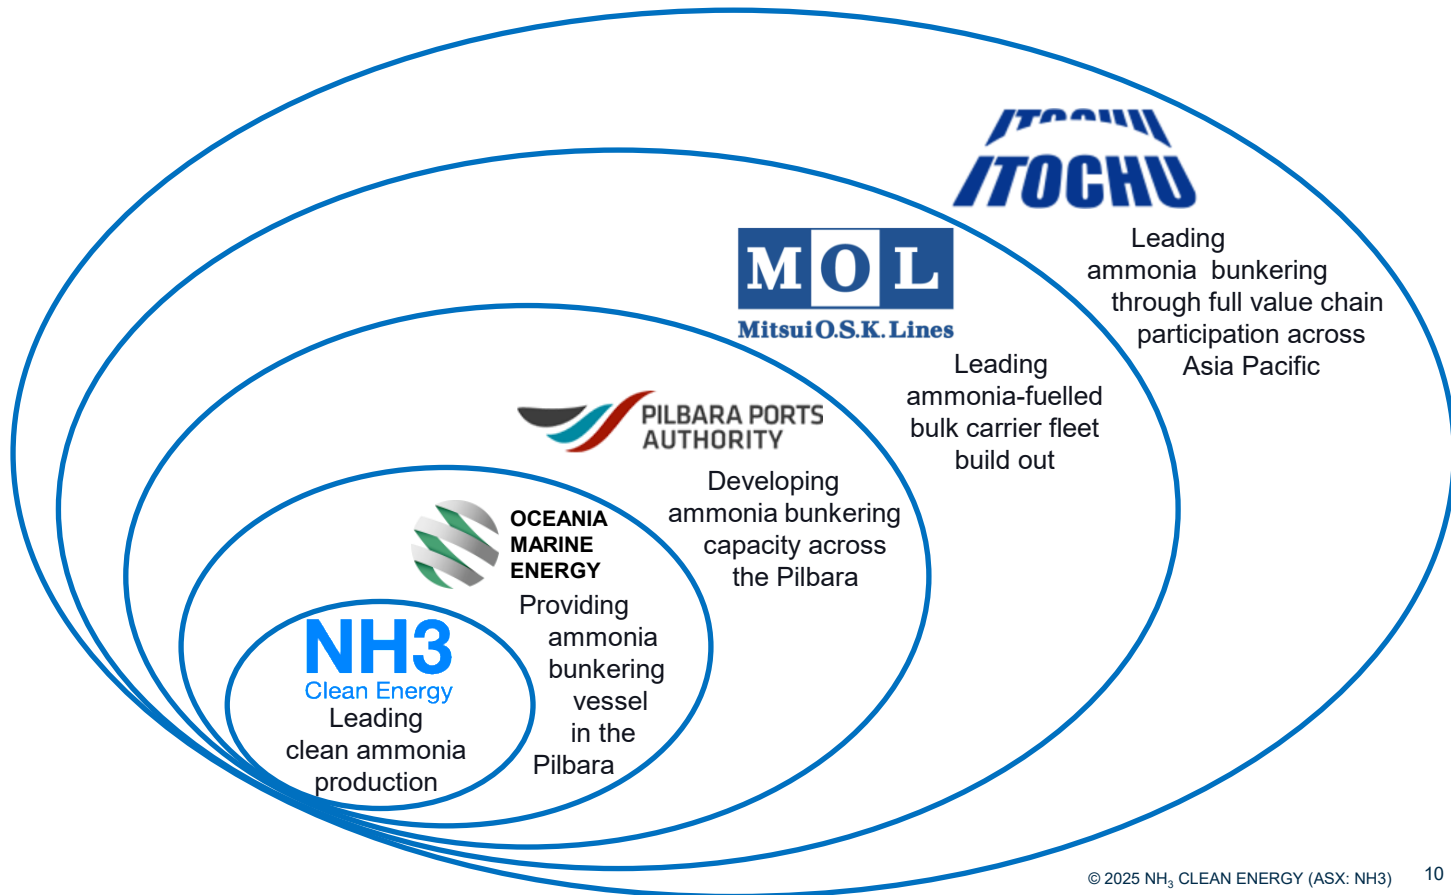 ITOCHU
ITOCHU
Leading
ammonia bunkering
through full value chain
participation across
Asia Pacific
MOL
Mitsui O.S.K. Lines
Leading
ammonia-fuelled
bulk carrier fleet
build out
PILBARA PORTS
AUTHORITY
Developing
ammonia bunkering
capacity across
the Pilbara
OCEANIA
MARINE
ENERGY
Providing
ammonia
bunkering
vessel
in the
Pilbara
NH3
Clean Energy
Leading
clean ammonia
production
© 2025 NH₃ CLEAN ENERGY (ASX: NH3) 10